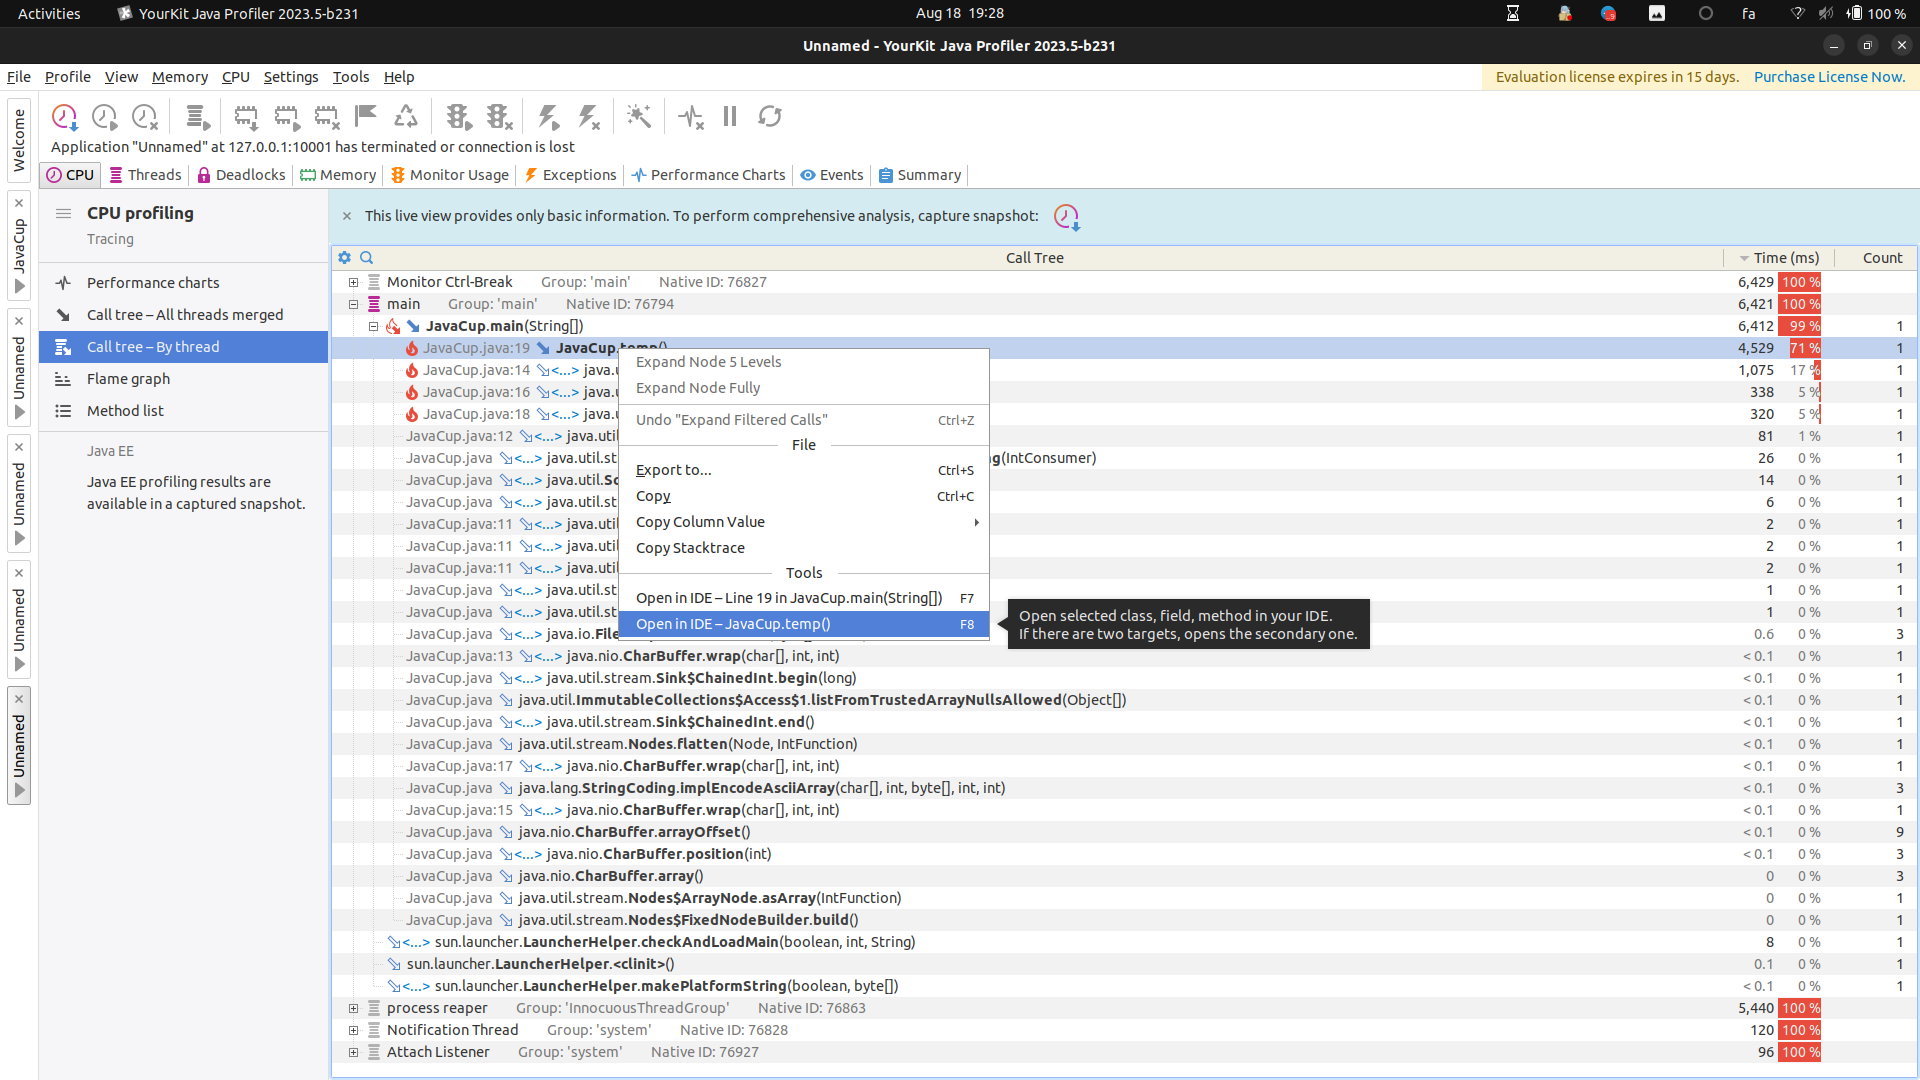 Activities YourKit Java Profiler 2023.5-b231 Aug 18 19:28 fa 100 %
Unnamed - YourKit Java Profiler 2023.5-b231
File Profile View Memory CPU Settings Tools Help Evaluation license expires in 15 days. Purchase License Now.
Application "Unnamed" at 127.0.0.1:10001 has terminated or connection is lost
CPU Threads Deadlocks Memory Monitor Usage Exceptions Performance Charts Events Summary
Welcome
JavaCup
Unnamed
Unnamed
Unnamed
Unnamed
CPU profiling
Tracing
Performance charts
Call tree – All threads merged
Call tree – By thread
Flame graph
Method list
Java EE
Java EE profiling results are
available in a captured snapshot.
This live view provides only basic information. To perform comprehensive analysis, capture snapshot:
Call Tree Time (ms) Count
Monitor Ctrl-Break Group: 'main' Native ID: 76827 6,429 100 %
main Group: 'main' Native ID: 76794 6,421 100 %
JavaCup.main(String[]) 6,412 99 % 1
JavaCup.java:19 JavaCup.temp() 4,529 71 % 1
JavaCup.java:14 <...> java.u 1,075 17 % 1
JavaCup.java:16 <...> java.u 338 5 % 1
JavaCup.java:18 <...> java.u 320 5 % 1
JavaCup.java:12 <...> java.util 81 1 % 1
JavaCup.java <...> java.util.st g(IntConsumer) 26 0 % 1
JavaCup.java <...> java.util.Sc 14 0 % 1
JavaCup.java <...> java.util.st 6 0 % 1
JavaCup.java:11 <...> java.util 2 0 % 1
JavaCup.java:11 <...> java.util 2 0 % 1
JavaCup.java:11 <...> java.util 2 0 % 1
JavaCup.java <...> java.util.st 1 0 % 1
JavaCup.java <...> java.util.st 1 0 % 1
JavaCup.java <...> java.io.File 0.6 0 % 3
JavaCup.java:13 <...> java.nio.CharBuffer.wrap(char[], int, int) < 0.1 0 % 1
JavaCup.java <...> java.util.stream.Sink$ChainedInt.begin(long) < 0.1 0 % 1
JavaCup.java java.util.ImmutableCollections$Access$1.listFromTrustedArrayNullsAllowed(Object[]) < 0.1 0 % 1
JavaCup.java <...> java.util.stream.Sink$ChainedInt.end() < 0.1 0 % 1
JavaCup.java java.util.stream.Nodes.flatten(Node, IntFunction) < 0.1 0 % 1
JavaCup.java:17 <...> java.nio.CharBuffer.wrap(char[], int, int) < 0.1 0 % 1
JavaCup.java java.lang.StringCoding.implEncodeAsciiArray(char[], int, byte[], int, int) < 0.1 0 % 3
JavaCup.java:15 <...> java.nio.CharBuffer.wrap(char[], int, int) < 0.1 0 % 1
JavaCup.java java.nio.CharBuffer.arrayOffset() < 0.1 0 % 9
JavaCup.java <...> java.nio.CharBuffer.position(int) < 0.1 0 % 3
JavaCup.java java.nio.CharBuffer.array() 0 0 % 3
JavaCup.java java.util.stream.Nodes$ArrayNode.asArray(IntFunction) 0 0 % 1
JavaCup.java java.util.stream.Nodes$FixedNodeBuilder.build() 0 0 % 1
<...> sun.launcher.LauncherHelper.checkAndLoadMain(boolean, int, String) 8 0 % 1
sun.launcher.LauncherHelper.<clinit>() 0.1 0 % 1
<...> sun.launcher.LauncherHelper.makePlatformString(boolean, byte[]) < 0.1 0 % 1
process reaper Group: 'InnocuousThreadGroup' Native ID: 76863 5,440 100 %
Notification Thread Group: 'system' Native ID: 76828 120 100 %
Attach Listener Group: 'system' Native ID: 76927 96 100 %
Expand Node 5 Levels
Expand Node Fully
Undo "Expand Filtered Calls" Ctrl+Z
File
Export to... Ctrl+S
Copy Ctrl+C
Copy Column Value
Copy Stacktrace
Tools
Open in IDE – Line 19 in JavaCup.main(String[]) F7
Open in IDE – JavaCup.temp() F8
Open selected class, field, method in your IDE.
If there are two targets, opens the secondary one.